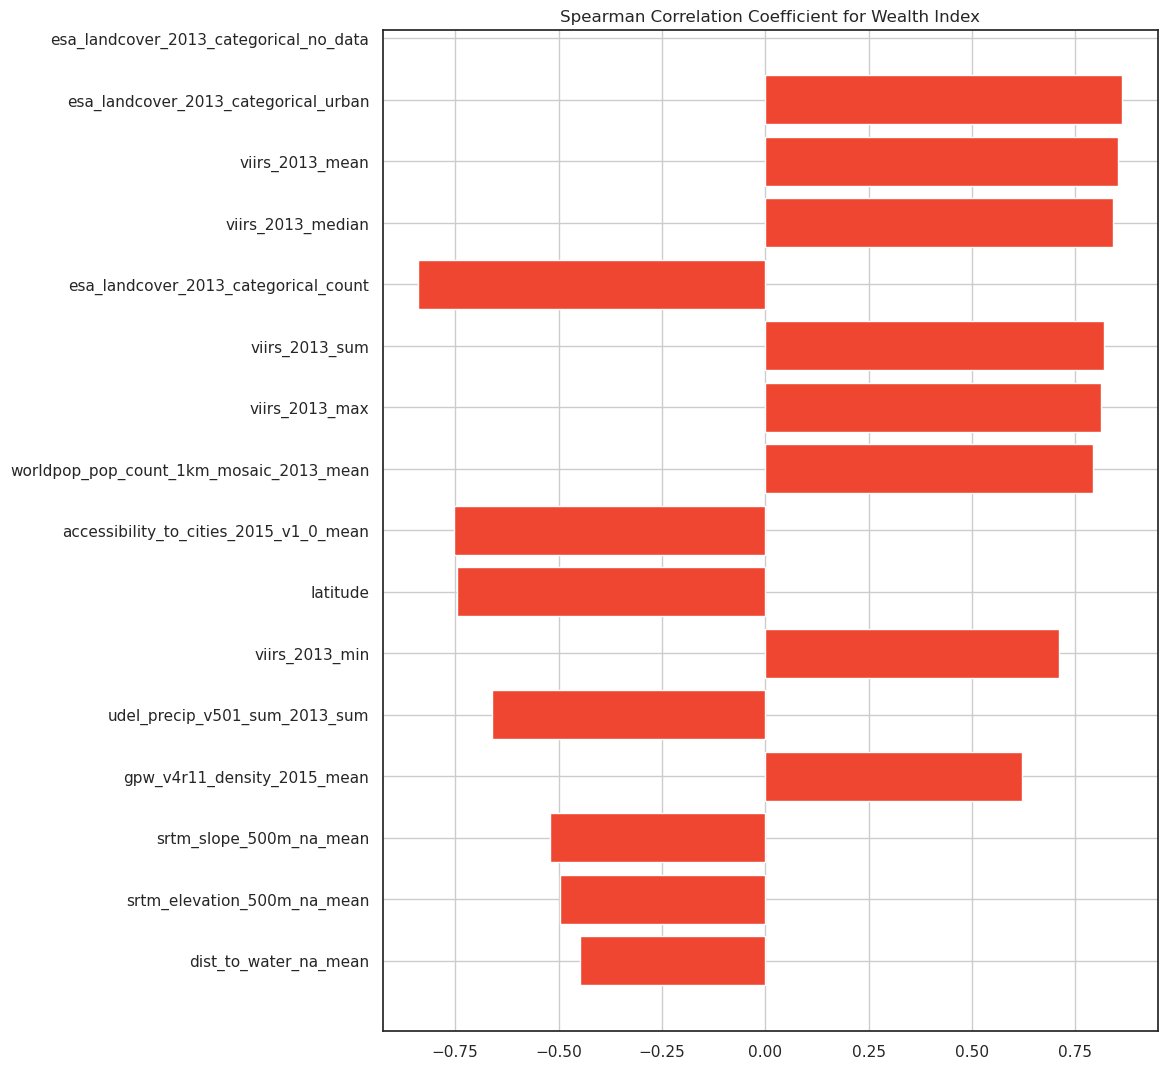 Spearman Correlation Coefficient for Wealth Index
esa_landcover_2013_categorical_no_data
esa_landcover_2013_categorical_urban
viirs_2013_mean
viirs_2013_median
esa_landcover_2013_categorical_count
viirs_2013_sum
viirs_2013_max
worldpop_pop_count_1km_mosaic_2013_mean
accessibility_to_cities_2015_v1_0_mean
latitude
viirs_2013_min
udel_precip_v501_sum_2013_sum
gpw_v4r11_density_2015_mean
srtm_slope_500m_na_mean
srtm_elevation_500m_na_mean
dist_to_water_na_mean
−0.75 −0.50 −0.25 0.00 0.25 0.50 0.75